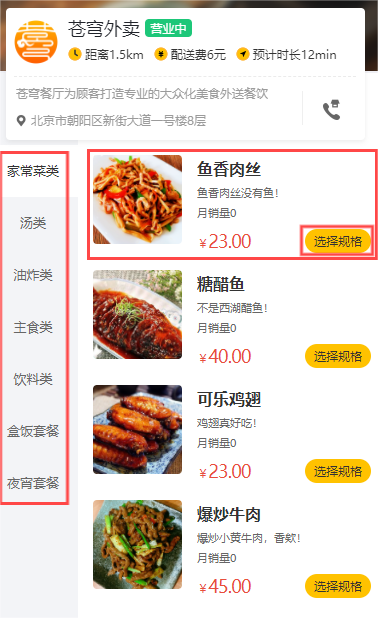 苍穹外卖 营业中
距离1.5km 配送费6元 预计时长12min
苍穹餐厅为顾客打造专业的大众化美食外送餐饮
北京市朝阳区新街大道一号楼8层
家常菜类
汤类
油炸类
主食类
饮料类
盒饭套餐
夜宵套餐
鱼香肉丝
鱼香肉丝没有鱼！
月销量0
￥23.00 选择规格
糖醋鱼
不是西湖醋鱼！
月销量0
￥40.00 选择规格
可乐鸡翅
鸡翅真好吃！
月销量0
￥23.00 选择规格
爆炒牛肉
爆炒小黄牛肉，香欸！
月销量0
￥45.00 选择规格